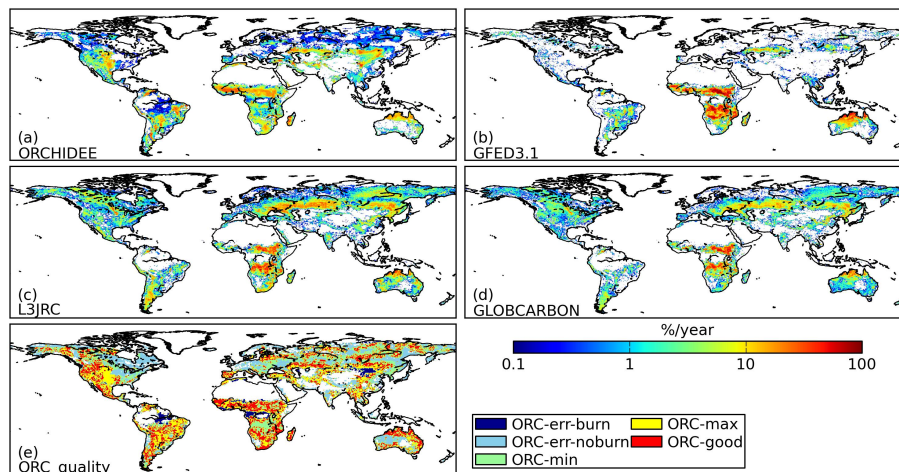 (a)
ORCHIDEE
(b)
GFED3.1
(c)
L3JRC
(d)
GLOBCARBON
%/year
0.1 1 10 100
(e)
ORC_quality
ORC-err-burn ORC-max
ORC-err-noburn ORC-good
ORC-min